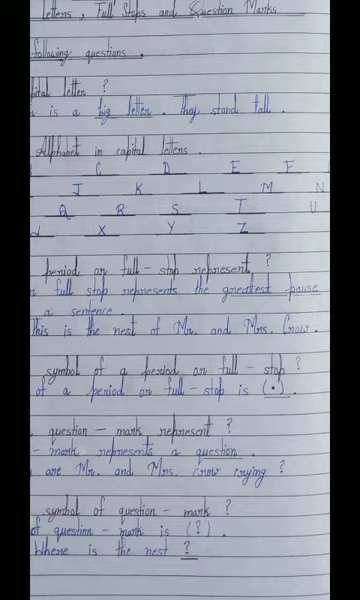 letters, Full Stops and Question Marks
following questions.
letter ?
is a big letter. They stand tall.
Alphabet in capital letters.
C D E F
J K L M N
Q R S T U
X Y Z
period or full - stop represent ?
full stop represents the greatest pause
a sentence.
this is the nest of Mr. and Mrs. Crow.
symbol of a period or full - stop ?
of a period or full - stop is (.).
question - mark represent ?
- mark represents a question.
are Mr. and Mrs. crow crying ?
symbol of question - mark ?
of question - mark is (?).
Where is the nest ?